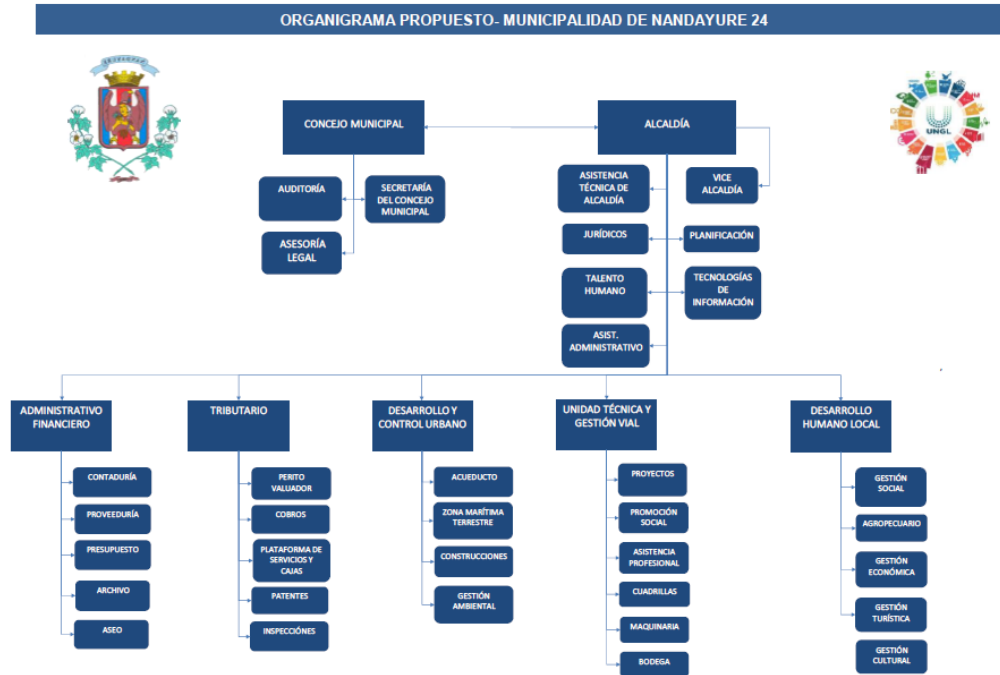 ORGANIGRAMA PROPUESTO- MUNICIPALIDAD DE NANDAYURE 24
CONCEJO MUNICIPAL
ALCALDÍA
UNGL
AUDITORÍA
SECRETARÍA
DEL CONCEJO
MUNICIPAL
ASESORÍA
LEGAL
ASISTENCIA
TÉCNICA DE
ALCALDÍA
VICE
ALCALDÍA
JURÍDICOS
PLANIFICACIÓN
TALENTO
HUMANO
TECNOLOGÍAS
DE
INFORMACIÓN
ASIST.
ADMINISTRATIVO
ADMINISTRATIVO
FINANCIERO
CONTADURÍA
PROVEEDURÍA
PRESUPUESTO
ARCHIVO
ASEO
TRIBUTARIO
PERITO
VALUADOR
COBROS
PLATAFORMA DE
SERVICIOS Y
CAJAS
PATENTES
INSPECCIÓNES
DESARROLLO Y
CONTROL URBANO
ACUEDUCTO
ZONA MARÍTIMA
TERRESTRE
CONSTRUCCIONES
GESTIÓN
AMBIENTAL
UNIDAD TÉCNICA Y
GESTIÓN VIAL
PROYECTOS
PROMOCIÓN
SOCIAL
ASISTENCIA
PROFESIONAL
CUADRILLAS
MAQUINARIA
BODEGA
DESARROLLO
HUMANO LOCAL
GESTIÓN
SOCIAL
AGROPECUARIO
GESTIÓN
ECONÓMICA
GESTIÓN
TURÍSTICA
GESTIÓN
CULTURAL